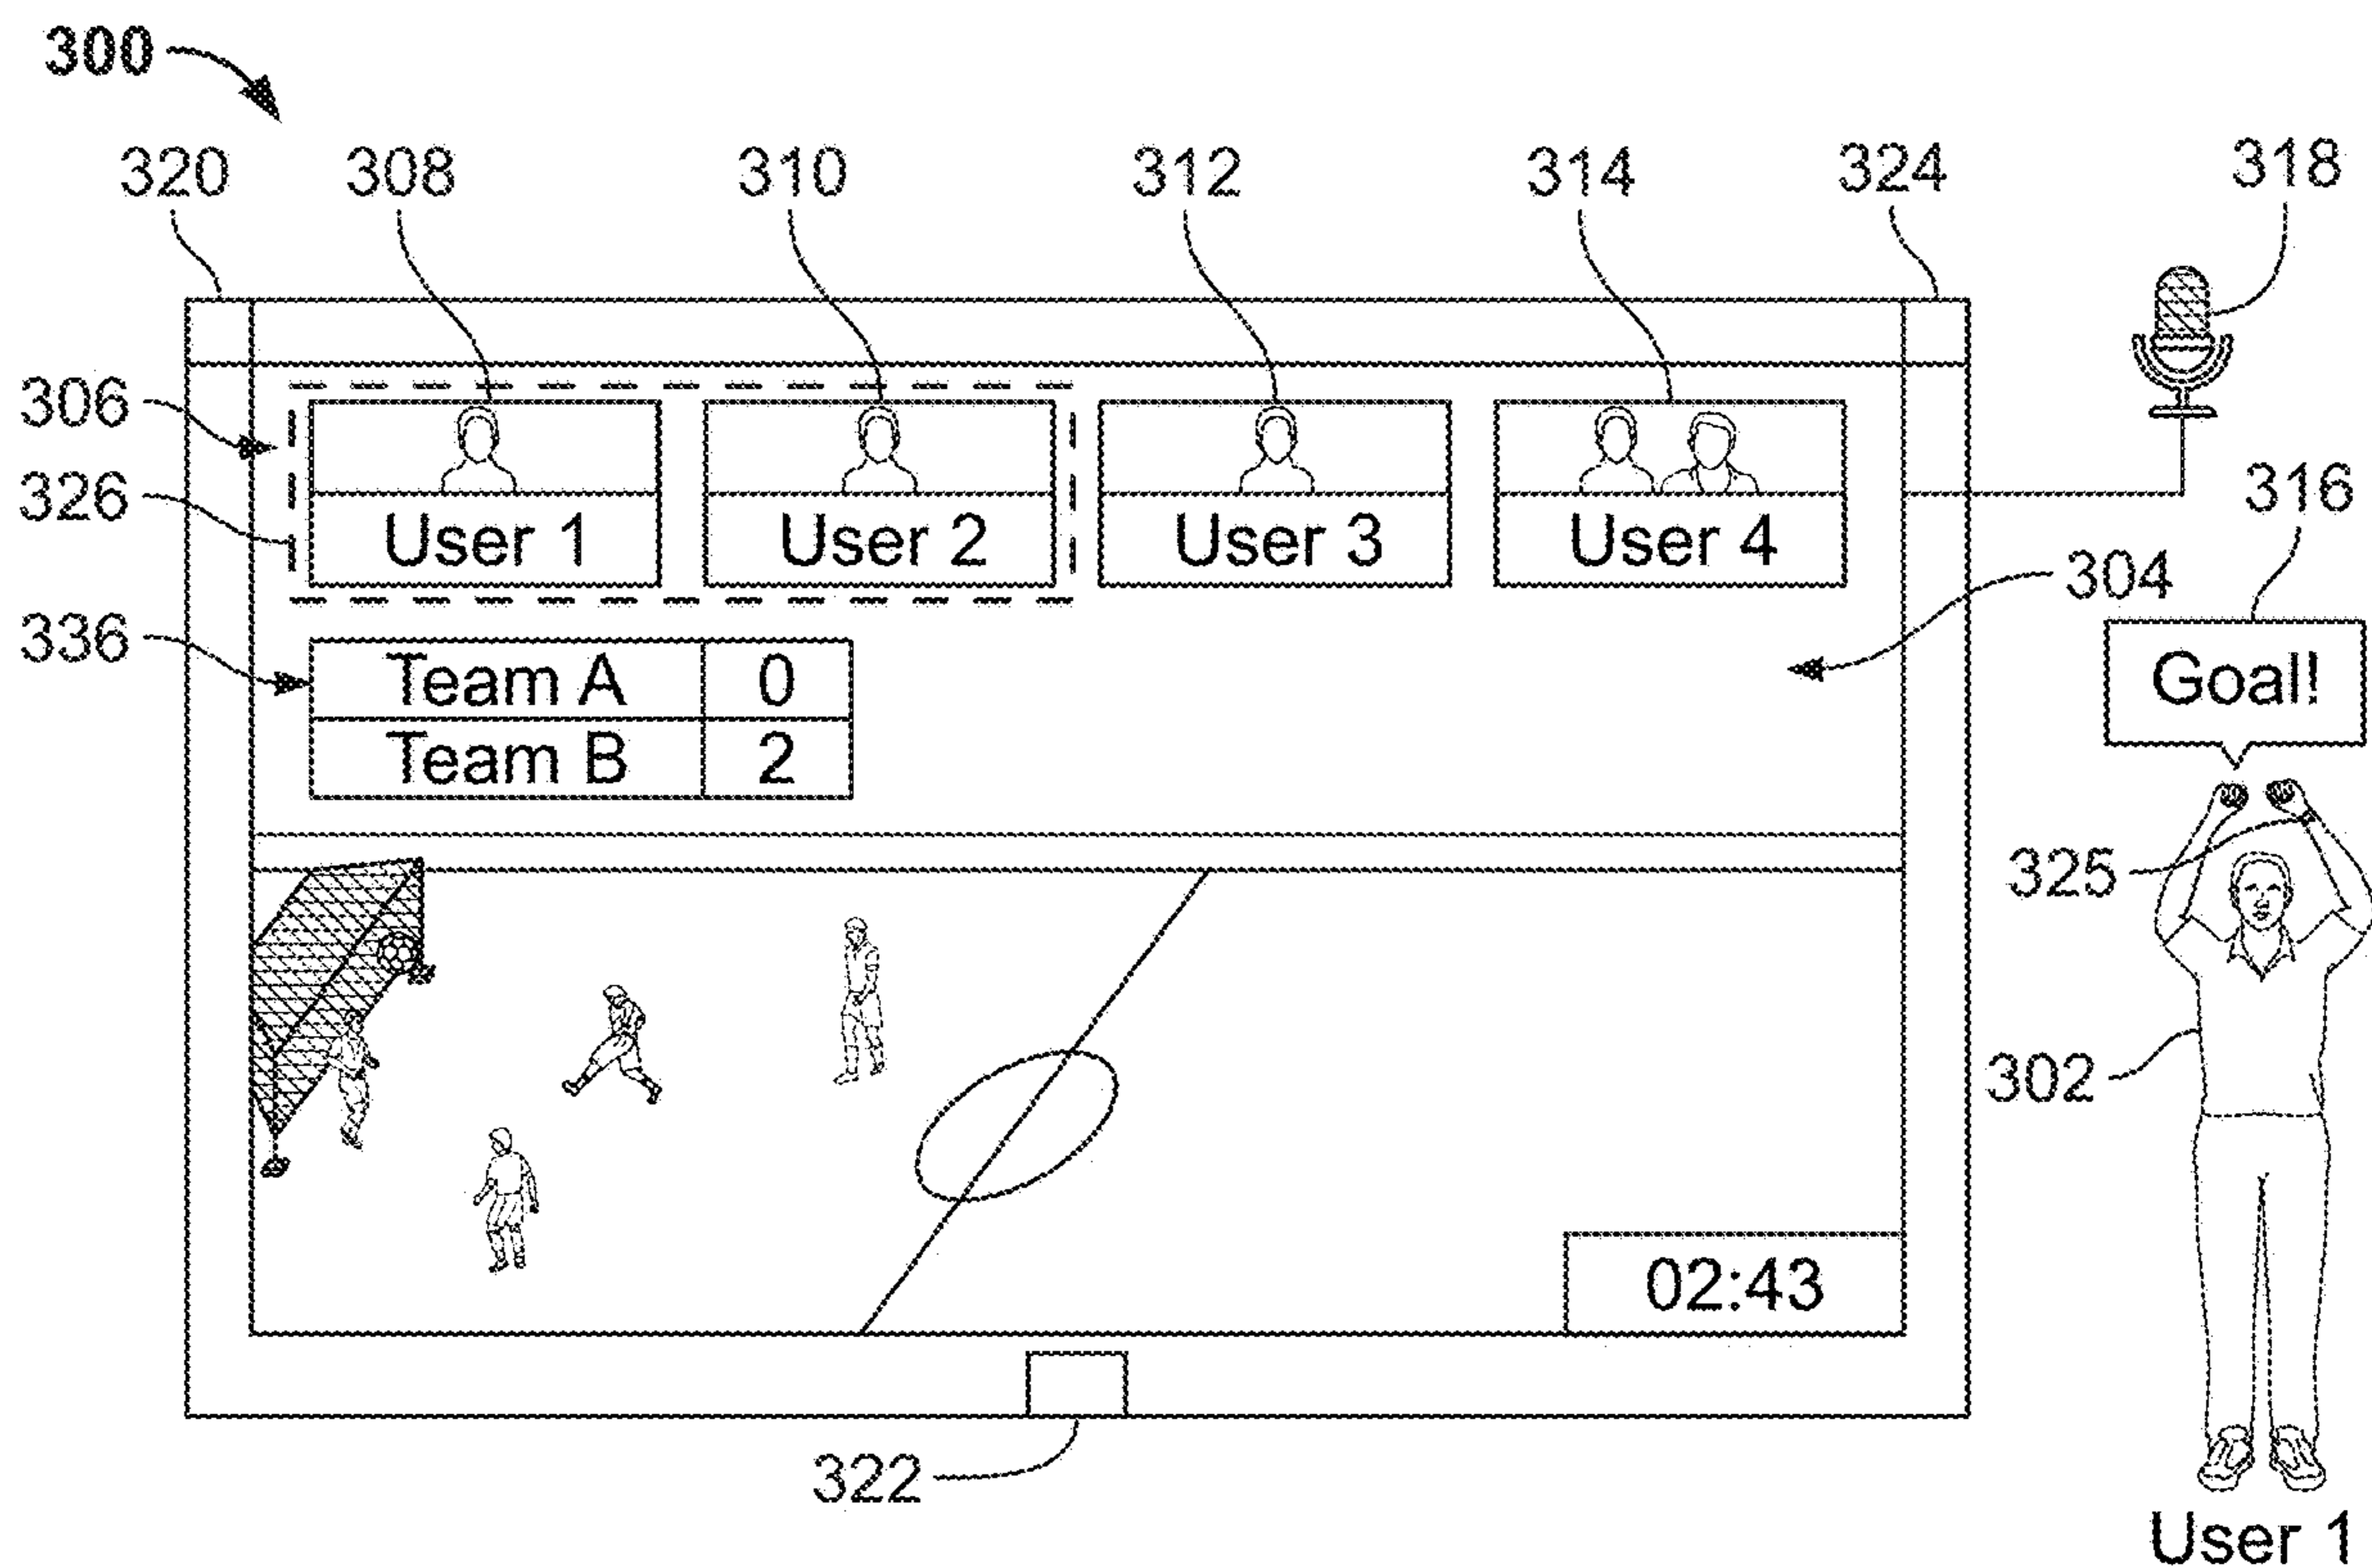 300
320 308 310 312 314 324 318
306
326
User 1 User 2 User 3 User 4
316
304
336
Team A 0
Team B 2
Goal!
325
302
02:43
322
User 1